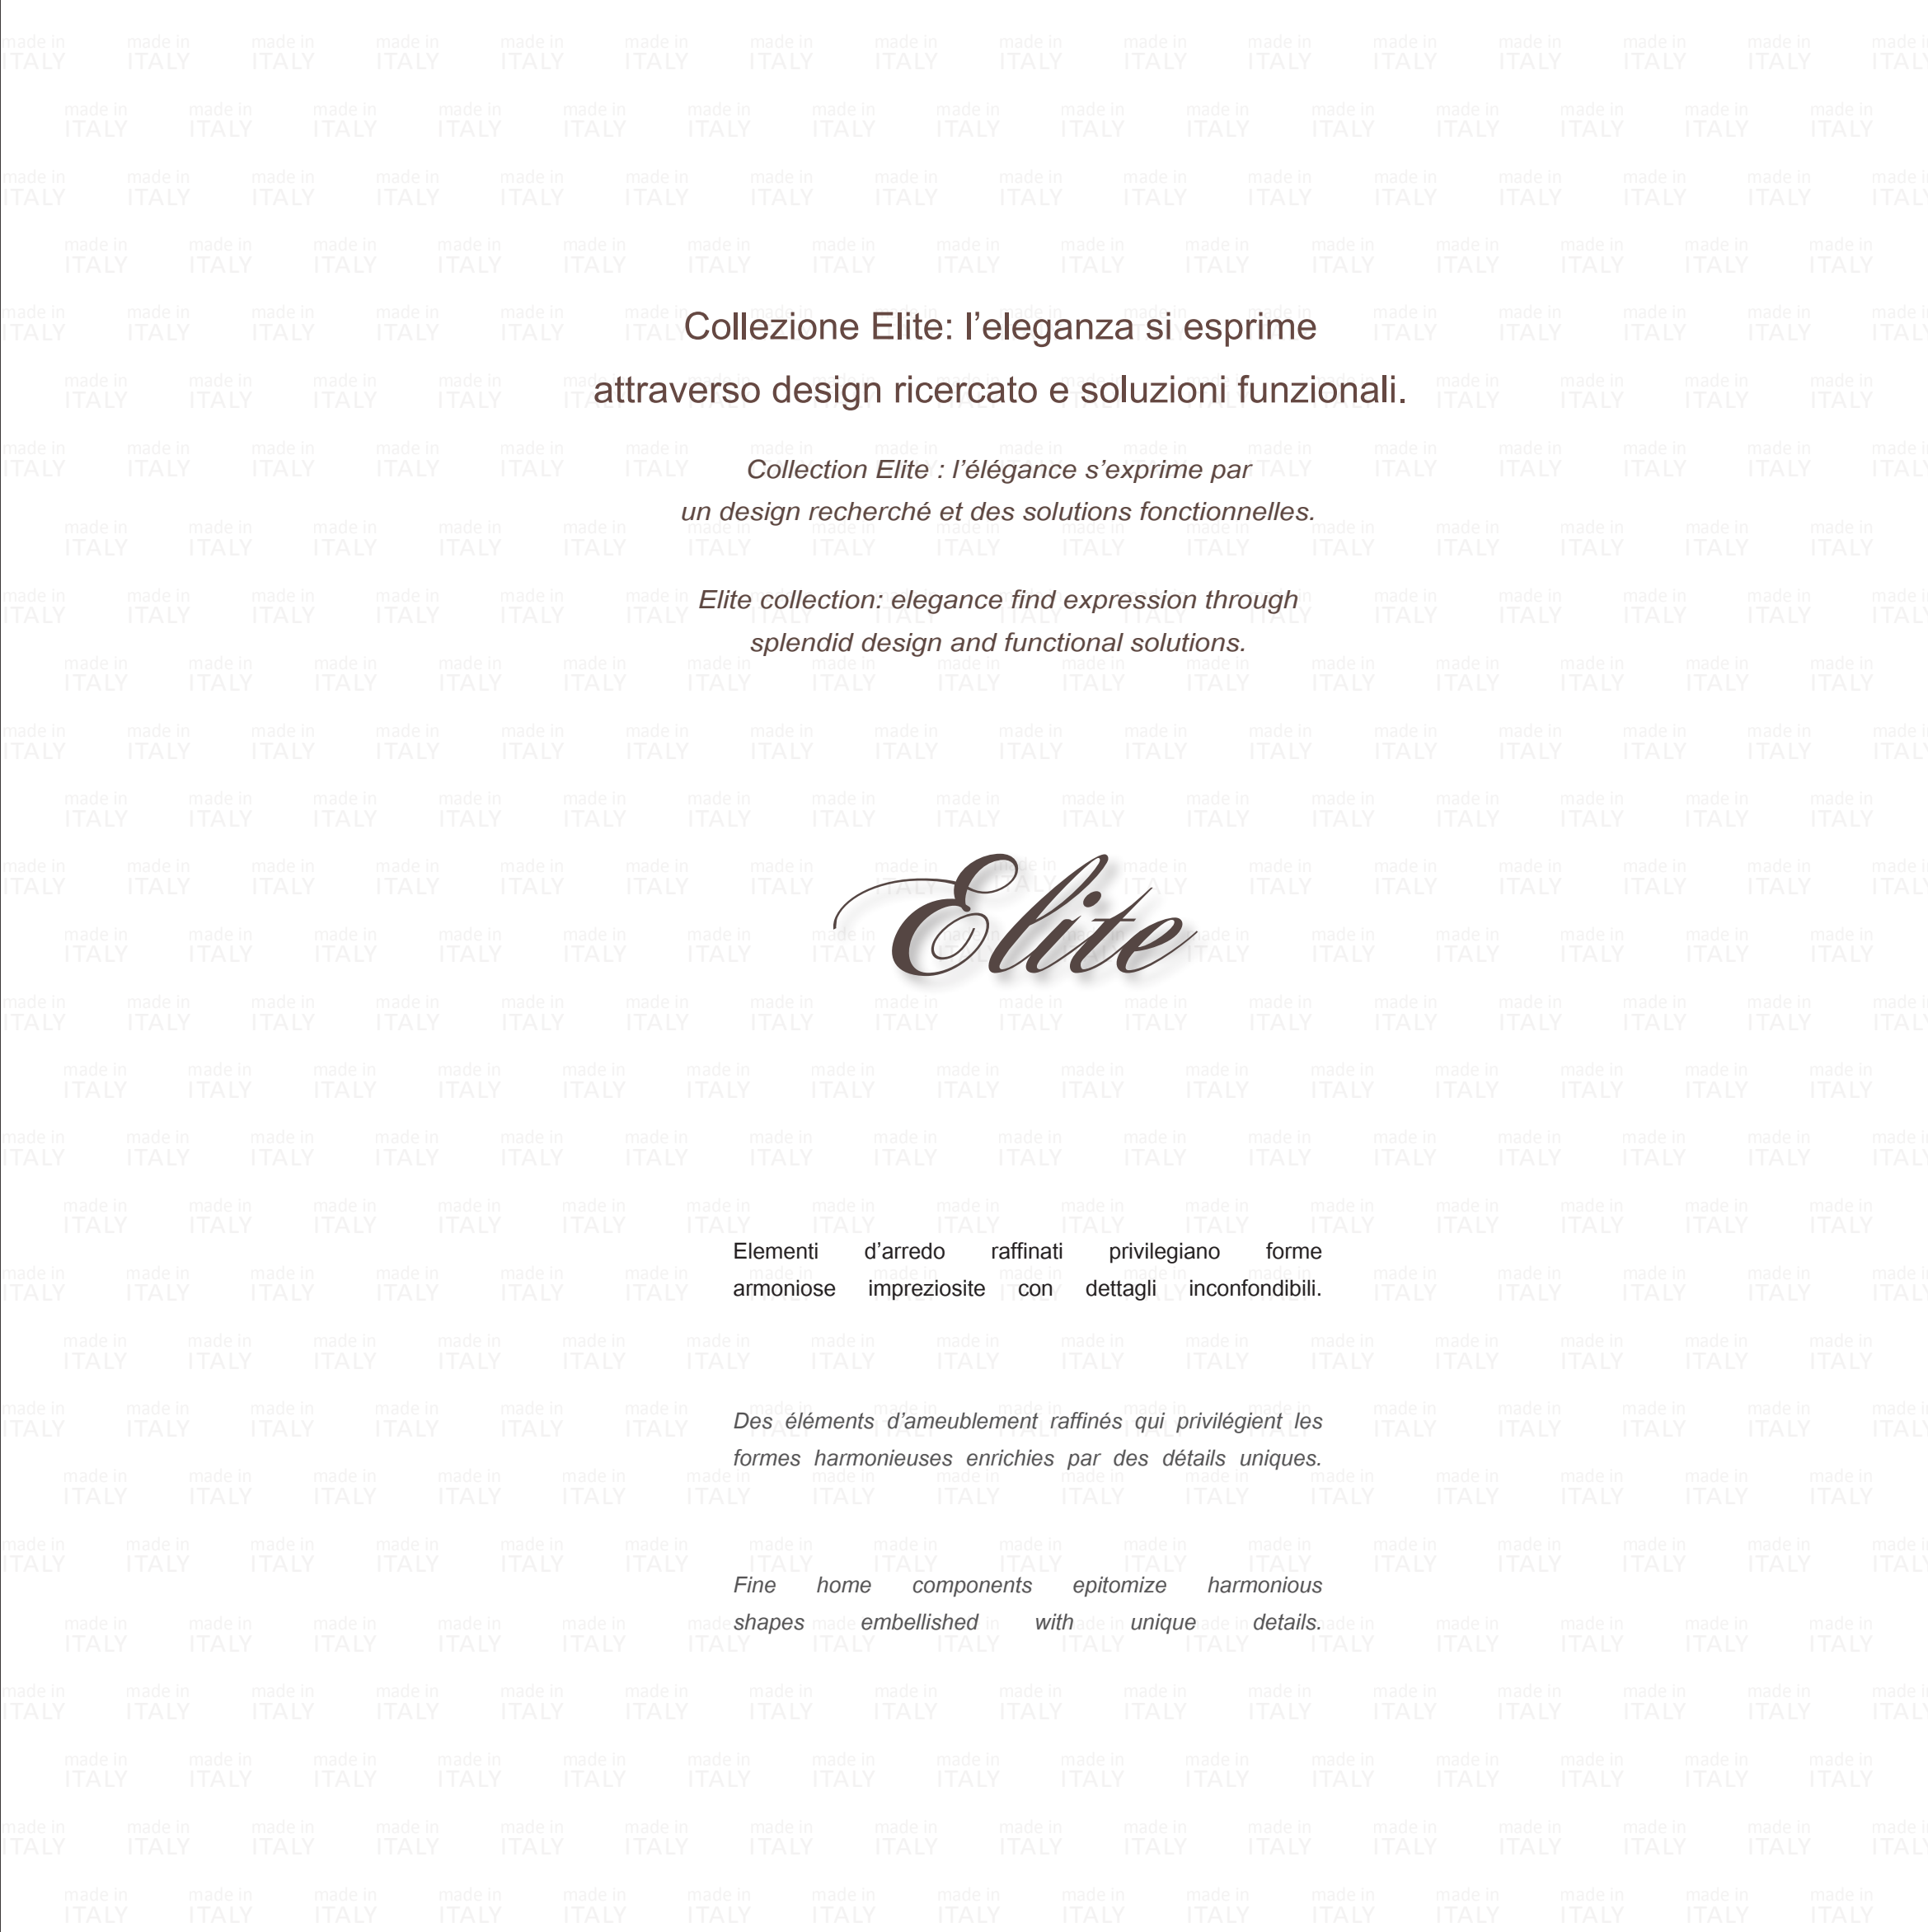 Collezione Elite: l’eleganza si esprime
attraverso design ricercato e soluzioni funzionali.
Collection Elite : l’élégance s’exprime par
un design recherché et des solutions fonctionnelles.
Elite collection: elegance find expression through
splendid design and functional solutions.
Elite
Elementi d’arredo raffinati privilegiano forme
armoniose impreziosite con dettagli inconfondibili.
Des éléments d’ameublement raffinés qui privilégient les
formes harmonieuses enrichies par des détails uniques.
Fine home components epitomize harmonious
shapes embellished with unique details.
made in
ITALY